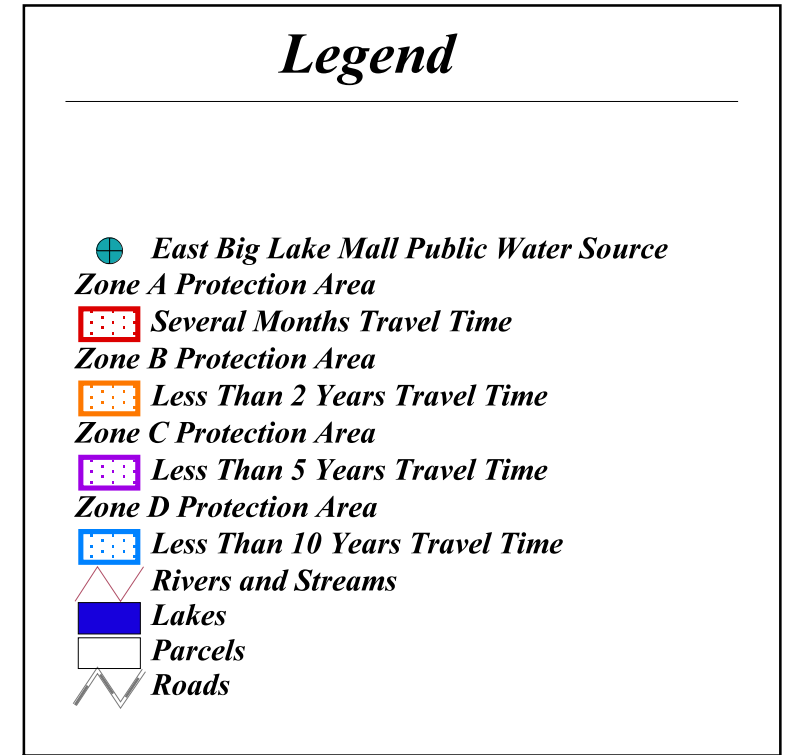 Legend
East Big Lake Mall Public Water Source
Zone A Protection Area
Several Months Travel Time
Zone B Protection Area
Less Than 2 Years Travel Time
Zone C Protection Area
Less Than 5 Years Travel Time
Zone D Protection Area
Less Than 10 Years Travel Time
Rivers and Streams
Lakes
Parcels
Roads